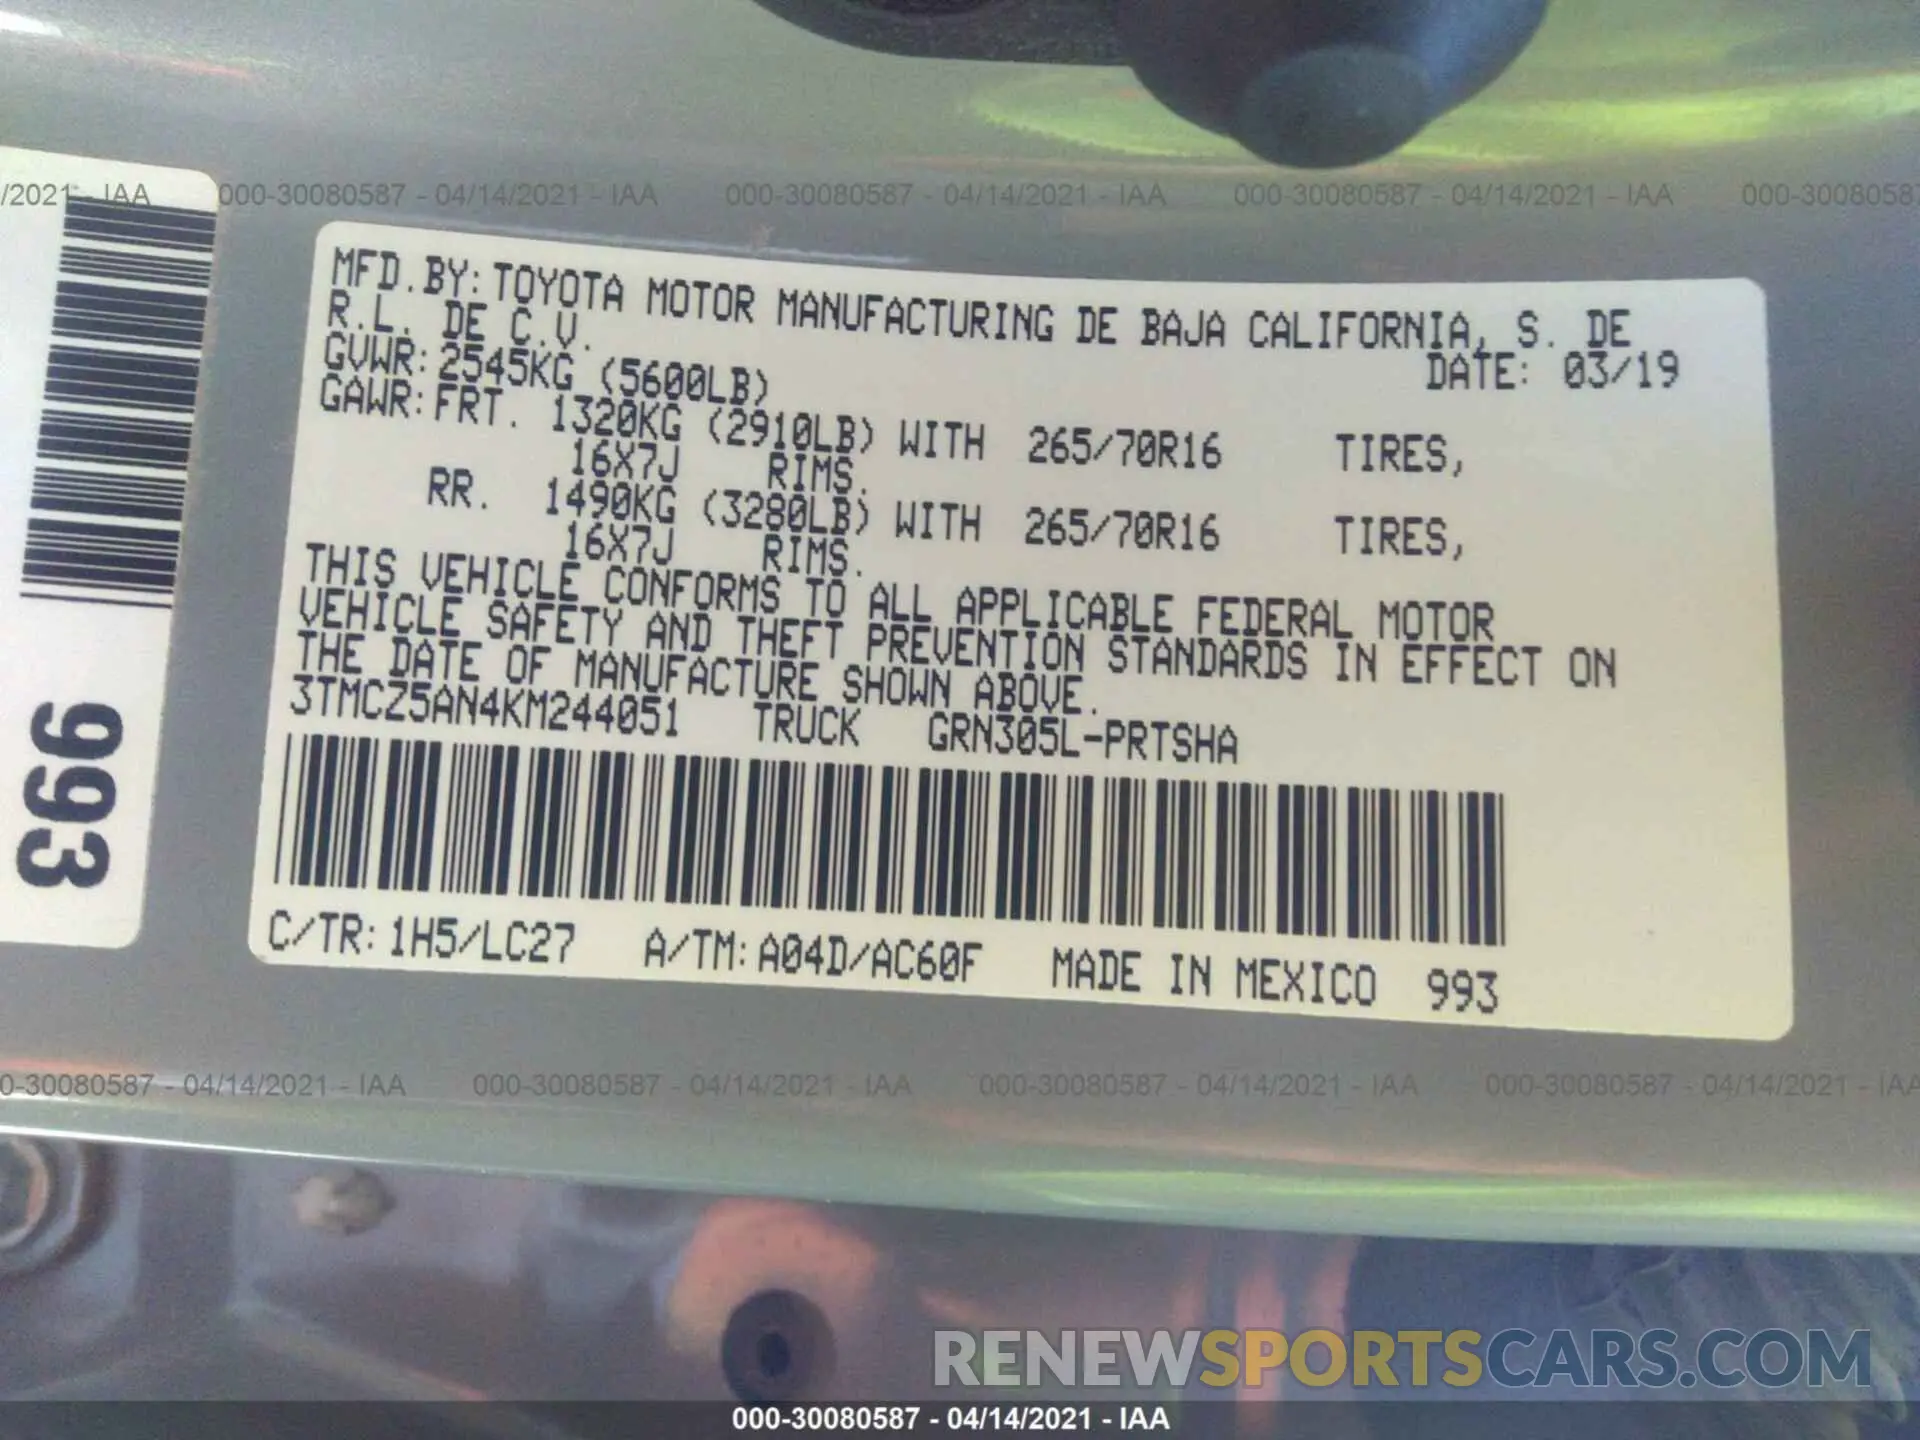 /2021 - IAA 000-30080587 - 04/14/2021 - IAA 000-30080587 - 04/14/2021 - IAA 000-30080587 - 04/14/2021 - IAA 000-3008058
MFD.BY:TOYOTA MOTOR MANUFACTURING DE BAJA CALIFORNIA, S. DE
R.L. DE C.V. DATE: 03/19
GVWR:2545KG (5600LB)
GAWR:FRT. 1320KG (2910LB) WITH 265/70R16 TIRES,
16X7J RIMS.
RR. 1490KG (3280LB) WITH 265/70R16 TIRES,
16X7J RIMS.
THIS VEHICLE CONFORMS TO ALL APPLICABLE FEDERAL MOTOR
VEHICLE SAFETY AND THEFT PREVENTION STANDARDS IN EFFECT ON
THE DATE OF MANUFACTURE SHOWN ABOVE.
3TMCZ5AN4KM244051 TRUCK GRN305L-PRTSHA
C/TR:1H5/LC27 A/TM:A04D/AC60F MADE IN MEXICO 993
993
0-30080587 - 04/14/2021 - IAA 000-30080587 - 04/14/2021 - IAA 000-30080587 - 04/14/2021 - IAA 000-30080587 - 04/14/2021 - IAA
RENEWSPORTSCARS.COM
000-30080587 - 04/14/2021 - IAA